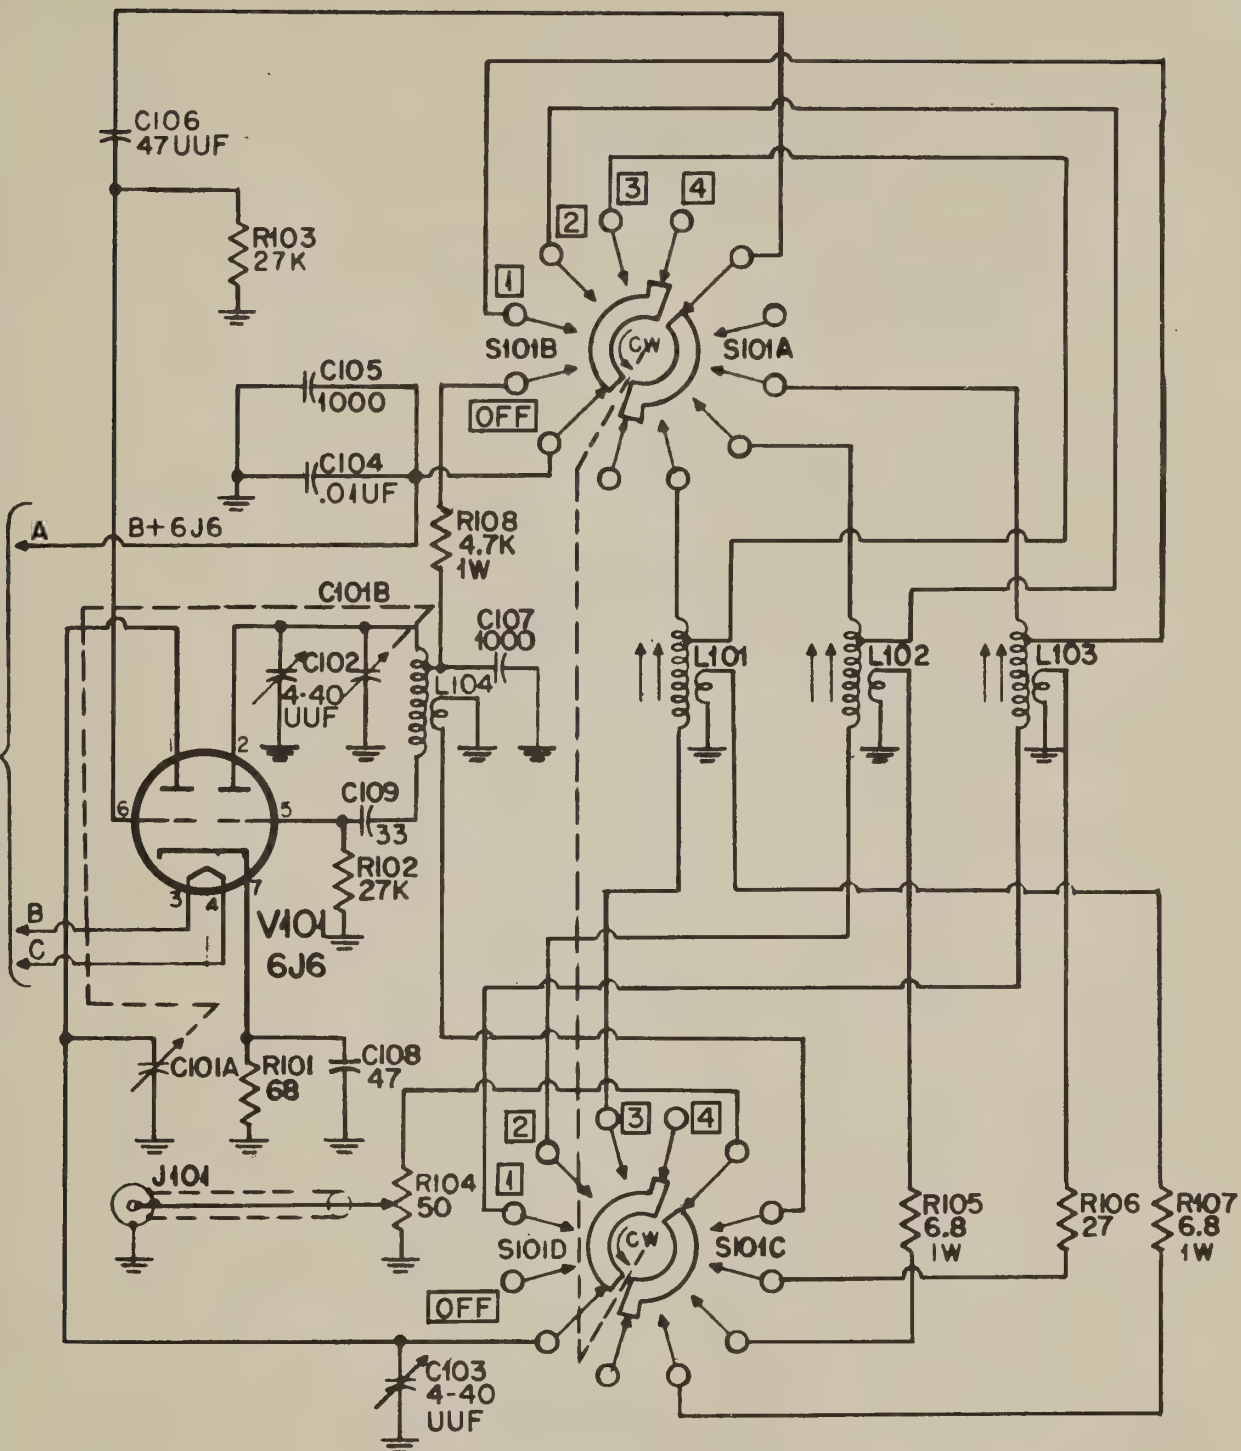 C106
47UUF
3
4
2
R103
27K
1
S101B
CW
S101A
C105
1000
OFF
C104
.01UF
A
B+6J6
R108
4.7K
1W
C101B
C107
1000
C102
4-40
UUF
L104
L101
L102
L103
1
2
C109
33
6
5
R102
27K
3
4
7
B
V101
6J6
C
C101A
R101
68
C108
47
2
3
4
J101
R104
50
1
S101D
CW
S101C
R105
6.8
1W
R106
27
R107
6.8
1W
OFF
C103
4-40
UUF